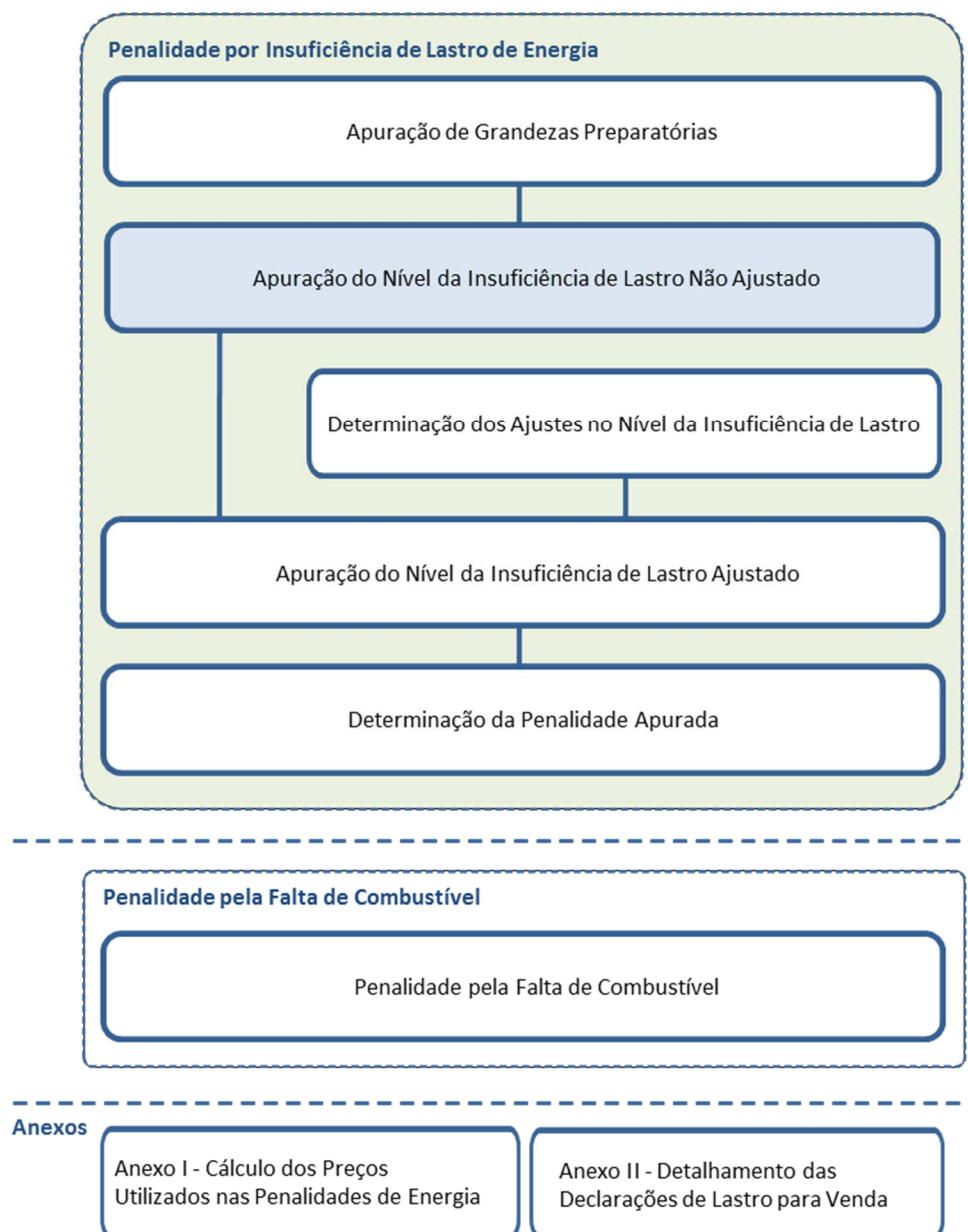 Penalidade por Insuficiência de Lastro de Energia
Apuração de Grandezas Preparatórias
Apuração do Nível da Insuficiência de Lastro Não Ajustado
Determinação dos Ajustes no Nível da Insuficiência de Lastro
Apuração do Nível da Insuficiência de Lastro Ajustado
Determinação da Penalidade Apurada
Penalidade pela Falta de Combustível
Penalidade pela Falta de Combustível
Anexos
Anexo I - Cálculo dos Preços
Utilizados nas Penalidades de Energia
Anexo II - Detalhamento das
Declarações de Lastro para Venda